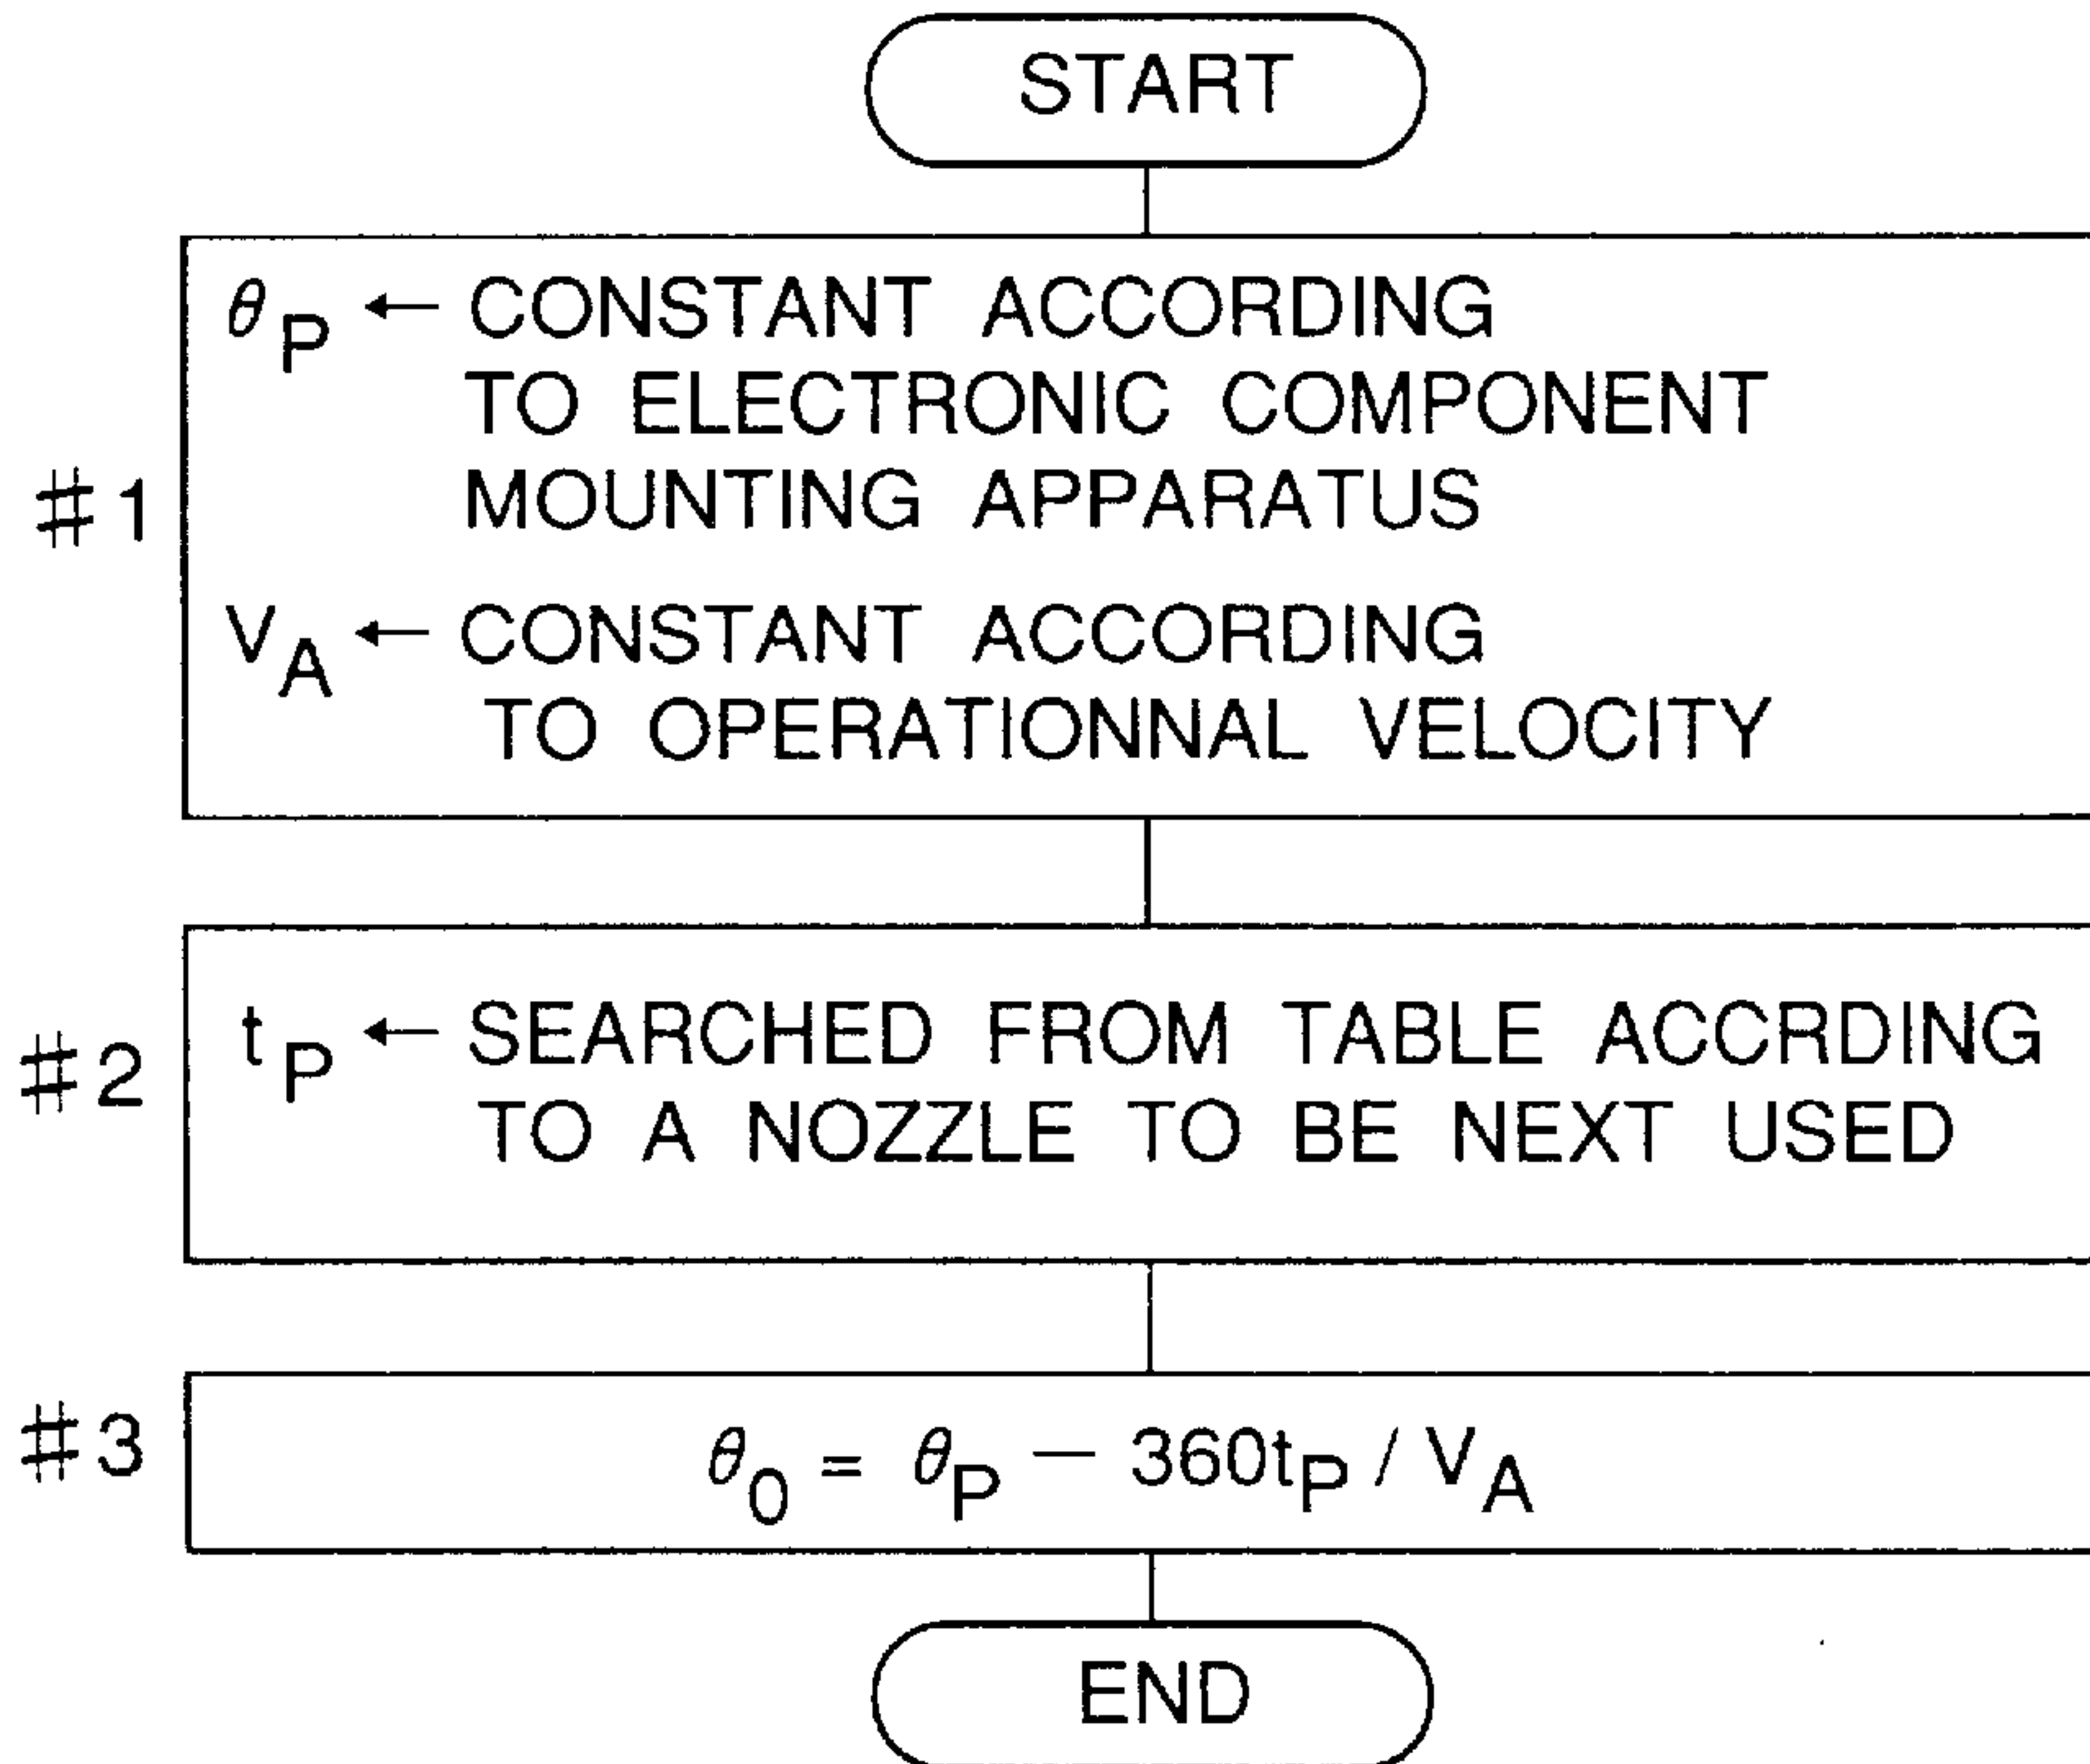 START
θP ← CONSTANT ACCORDING
TO ELECTRONIC COMPONENT
MOUNTING APPARATUS
#1
VA ← CONSTANT ACCORDING
TO OPERATIONNAL VELOCITY
#2
tP ← SEARCHED FROM TABLE ACCRDING
TO A NOZZLE TO BE NEXT USED
#3
θ0 = θP − 360tP / VA
END